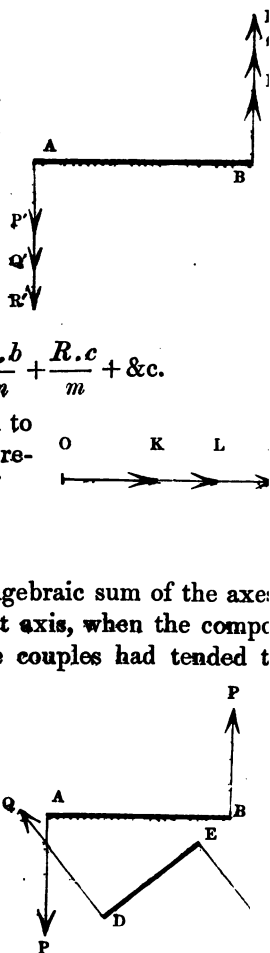 A
B
P'
Q'
R'
+ R.c/m + &c.
to
O K L
re-
gebraic sum of the axes
t axis, when the compo
couples had tended t
P
Q A B
E
D
P